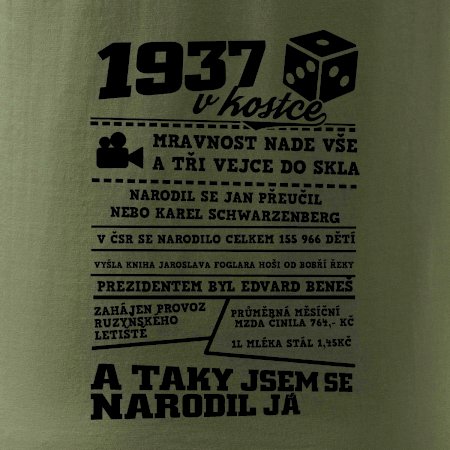 1937
v kostce
MRAVNOST NADE VŠE
A TŘI VEJCE DO SKLA
NARODIL SE JAN PŘEUČIL
NEBO KAREL SCHWARZENBERG
V ČSR SE NARODILO CELKEM 155 966 DĚTÍ
VYŠLA KNIHA JAROSLAVA FOGLARA HOŠI OD BOBŘÍ ŘEKY
PREZIDENTEM BYL EDVARD BENEŠ
ZAHÁJEN PROVOZ
RUZYŇSKÉHO
LETIŠTĚ
PRŮMĚRNÁ MĚSÍČNÍ
MZDA ČINILA 764,- KČ
1L MLÉKA STÁL 1,45KČ
A TAKY JSEM SE
NARODIL JÁ